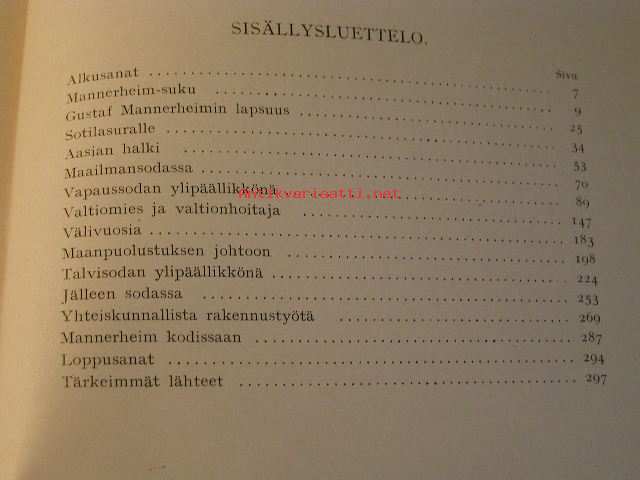 SISÄLLYSLUETTELO.
Sivu
Alkusanat 7
Mannerheim-suku 9
Gustaf Mannerheimin lapsuus 25
Sotilasuralle 34
Aasian halki 53
Maailmansodassa 70
Vapaussodan ylipäällikkönä 89
antikvariaatti.net
Valtiomies ja valtionhoitaja 147
Välivuosia 183
Maanpuolustuksen johtoon 198
Talvisodan ylipäällikkönä 224
Jälleen sodassa 253
Yhteiskunnallista rakennustyötä 269
Mannerheim kodissaan 287
Loppusanat 294
Tärkeimmät lähteet 297